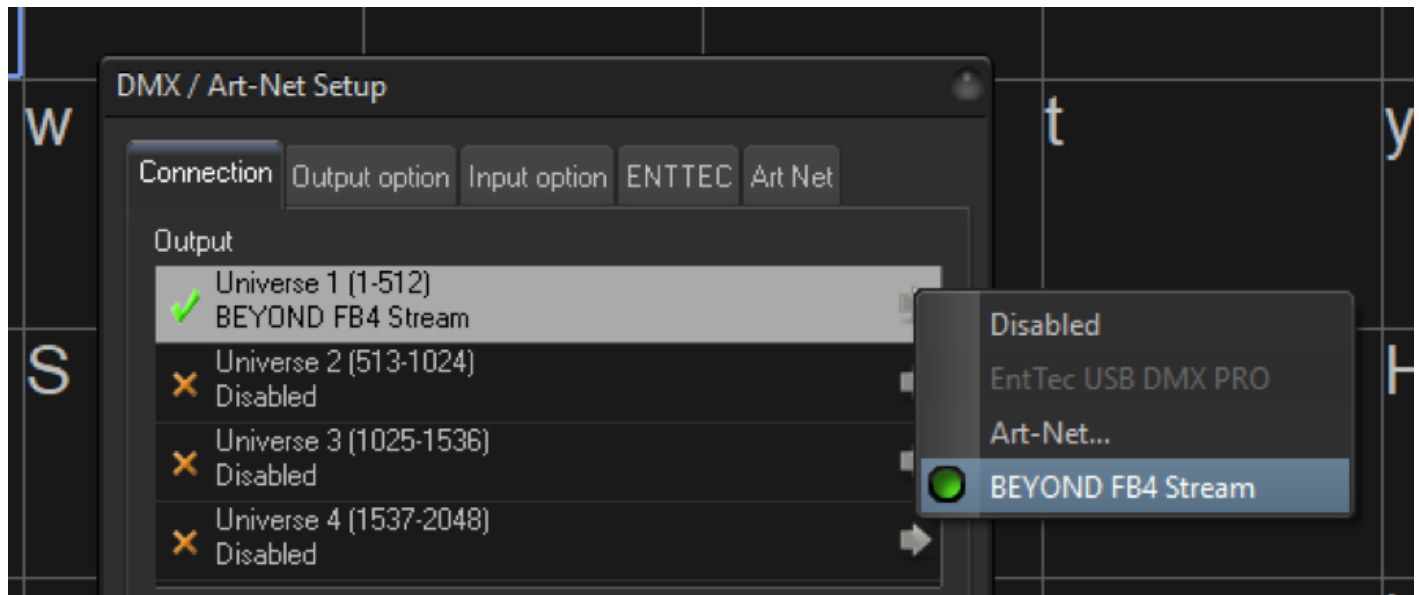 DMX / Art-Net Setup
w
t
y
Connection Output option Input option ENTTEC Art Net
Output
Universe 1 (1-512)
BEYOND FB4 Stream
Universe 2 (513-1024)
Disabled
Universe 3 (1025-1536)
Disabled
Universe 4 (1537-2048)
Disabled
Disabled
EntTec USB DMX PRO
Art-Net...
BEYOND FB4 Stream
S
H